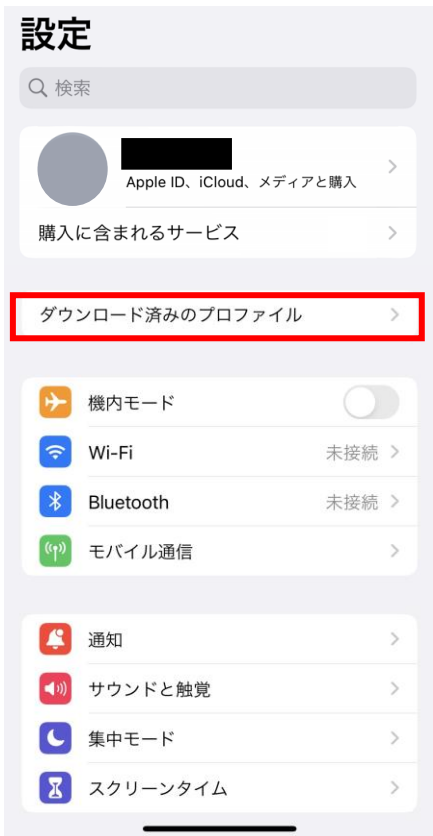 設定
検索
Apple ID、iCloud、メディアと購入
購入に含まれるサービス
ダウンロード済みのプロファイル
機内モード
Wi-Fi 未接続
Bluetooth 未接続
モバイル通信
通知
サウンドと触覚
集中モード
スクリーンタイム